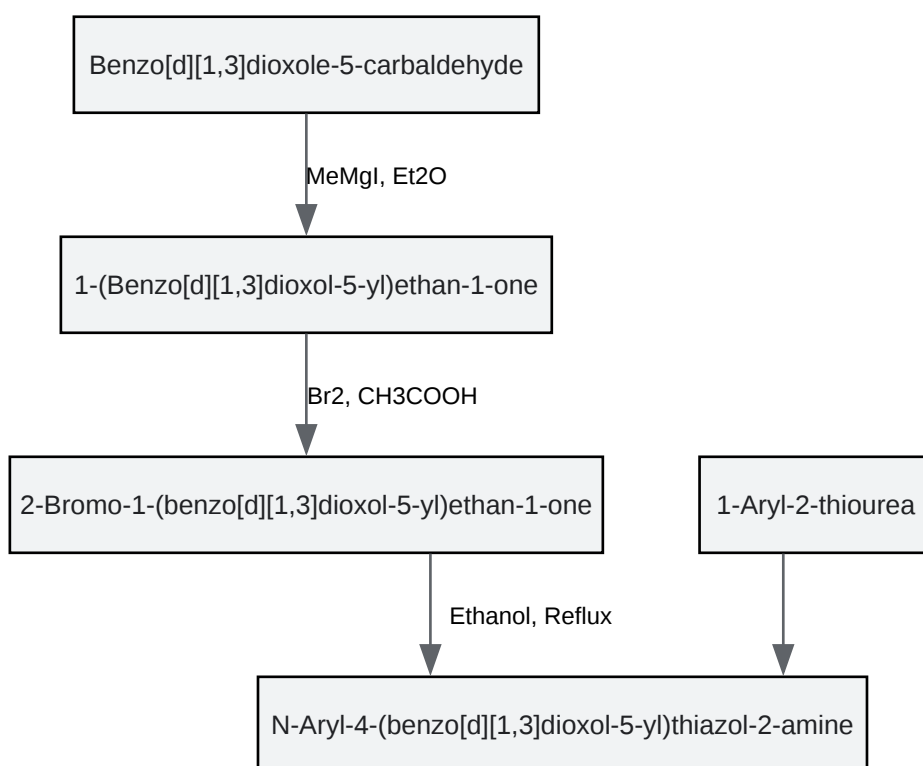 Benzo[d][1,3]dioxole-5-carbaldehyde
MeMgI, Et2O
1-(Benzo[d][1,3]dioxol-5-yl)ethan-1-one
Br2, CH3COOH
2-Bromo-1-(benzo[d][1,3]dioxol-5-yl)ethan-1-one
1-Aryl-2-thiourea
Ethanol, Reflux
N-Aryl-4-(benzo[d][1,3]dioxol-5-yl)thiazol-2-amine